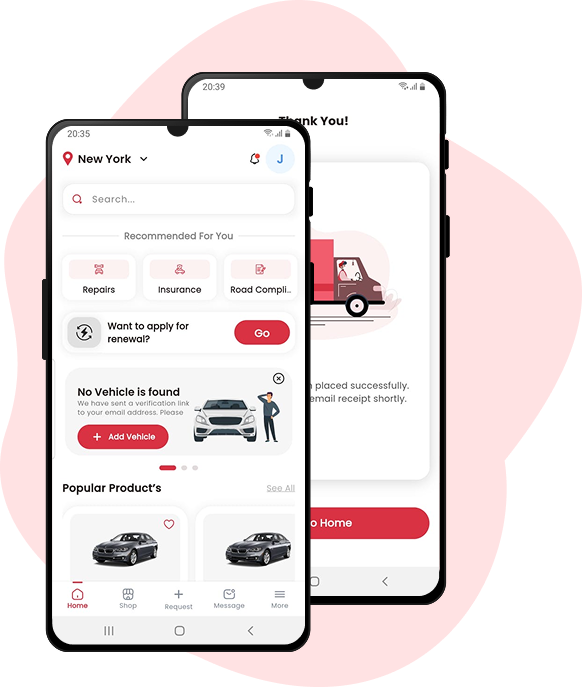 20:39
Thank You!
n placed successfully.
email receipt shortly.
o Home
20:35
New York
J
Search...
Recommended For You
Repairs
Insurance
Road Compli..
Want to apply for
renewal?
Go
No Vehicle is found
We have sent a verification link
to your email address. Please
+ Add Vehicle
Popular Product's
See All
Home
Shop
Request
Message
More